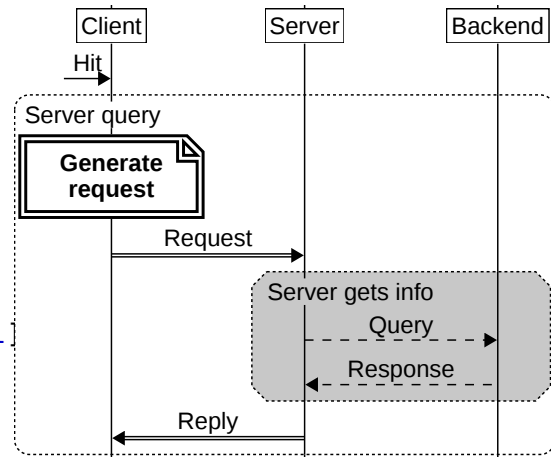 Client
Server
Backend
Hit
Server query
Generate
request
Request
Server gets info
Query
Response
Reply